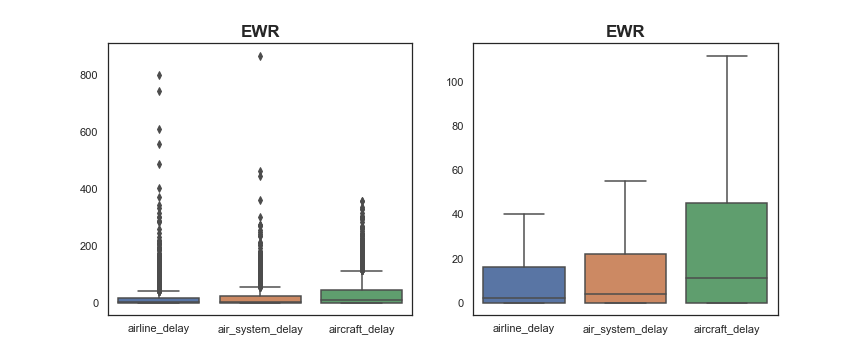 EWR
800
600
400
200
0
airline_delay
air_system_delay
aircraft_delay
EWR
100
80
60
40
20
0
airline_delay
air_system_delay
aircraft_delay